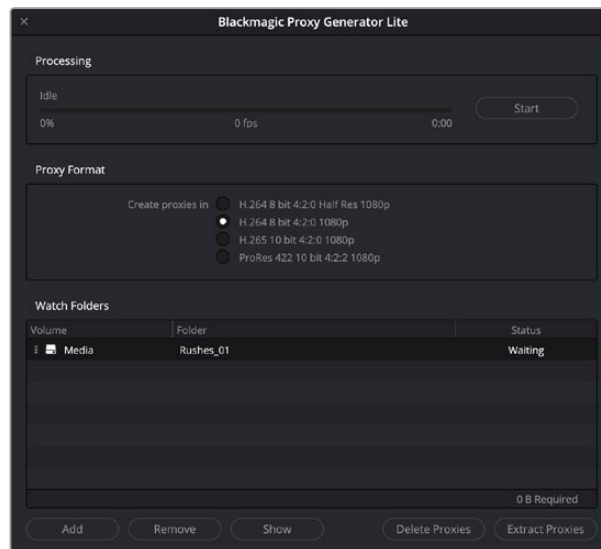 Blackmagic Proxy Generator Lite
Processing
Idle
0% 0 fps 0:00
Start
Proxy Format
Create proxies in H.264 8 bit 4:2:0 Half Res 1080p
H.264 8 bit 4:2:0 1080p
H.265 10 bit 4:2:0 1080p
ProRes 422 10 bit 4:2:2 1080p
Watch Folders
Volume Folder Status
Media Rushes_01 Waiting
0 B Required
Add Remove Show Delete Proxies Extract Proxies